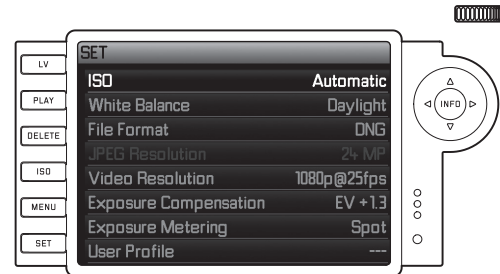 LV
PLAY
DELETE
ISO
MENU
SET
SET
ISO Automatic
White Balance Daylight
File Format DNG
JPEG Resolution 24 MP
Video Resolution 1080p@25fps
Exposure Compensation EV +1.3
Exposure Metering Spot
User Profile ---
INFO